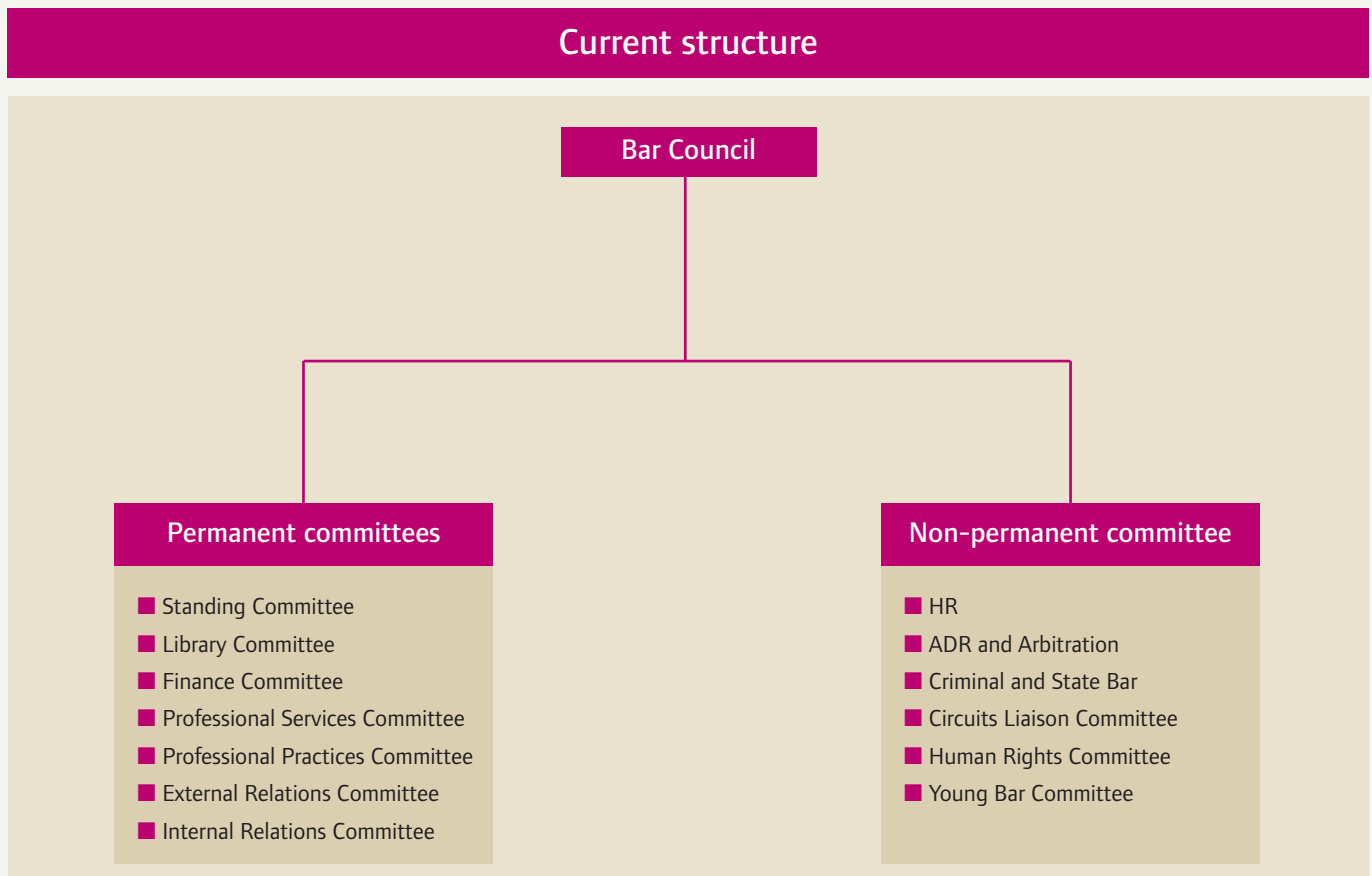 Current structure
Bar Council
Permanent committees
Standing Committee
Library Committee
Finance Committee
Professional Services Committee
Professional Practices Committee
External Relations Committee
Internal Relations Committee
Non-permanent committee
HR
ADR and Arbitration
Criminal and State Bar
Circuits Liaison Committee
Human Rights Committee
Young Bar Committee